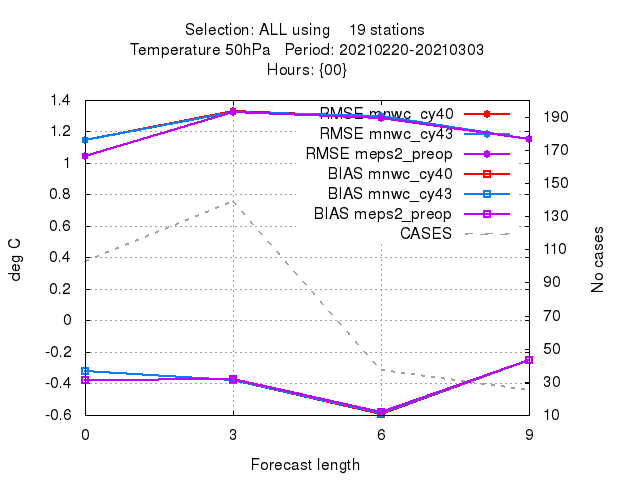 Selection: ALL using 19 stations
Temperature 50hPa Period: 20210220-20210303
Hours: {00}
RMSE mnwc_cy40
RMSE mnwc_cy43
RMSE meps2_preop
BIAS mnwc_cy40
BIAS mnwc_cy43
BIAS meps2_preop
CASES
deg C
1.4
1.2
1
0.8
0.6
0.4
0.2
0
-0.2
-0.4
-0.6
190
170
150
130
110
90
70
50
30
10
No cases
0 3 6 9
Forecast length